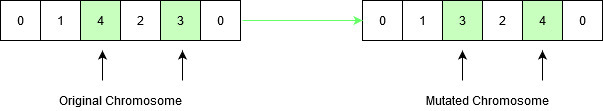 0 1 4 2 3 0
0 1 3 2 4 0
Original Chromosome
Mutated Chromosome